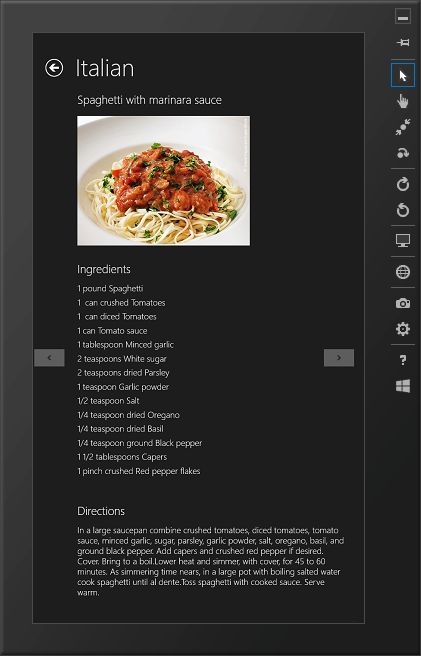 Italian
Spaghetti with marinara sauce
Ingredients
1 pound Spaghetti
1  can crushed Tomatoes
1  can diced Tomatoes
1 can Tomato sauce
1 tablespoon Minced garlic
2 teaspoons White sugar
2 teaspoons dried Parsley
1 teaspoon Garlic powder
1/2 teaspoon Salt
1/4 teaspoon dried Oregano
1/4 teaspoon dried Basil
1/4 teaspoon ground Black pepper
1 1/2 tablespoons Capers
1 pinch crushed Red pepper flakes
Directions
In a large saucepan combine crushed tomatoes, diced tomatoes, tomato
sauce, minced garlic, sugar, parsley, garlic powder, salt, oregano, basil, and
ground black pepper. Add capers and crushed red pepper if desired.
Cover. Bring to a boil.Lower heat and simmer, with cover, for 45 to 60
minutes. As simmering time nears, in a large pot with boiling salted water
cook spaghetti until al dente.Toss spaghetti with cooked sauce. Serve
warm.